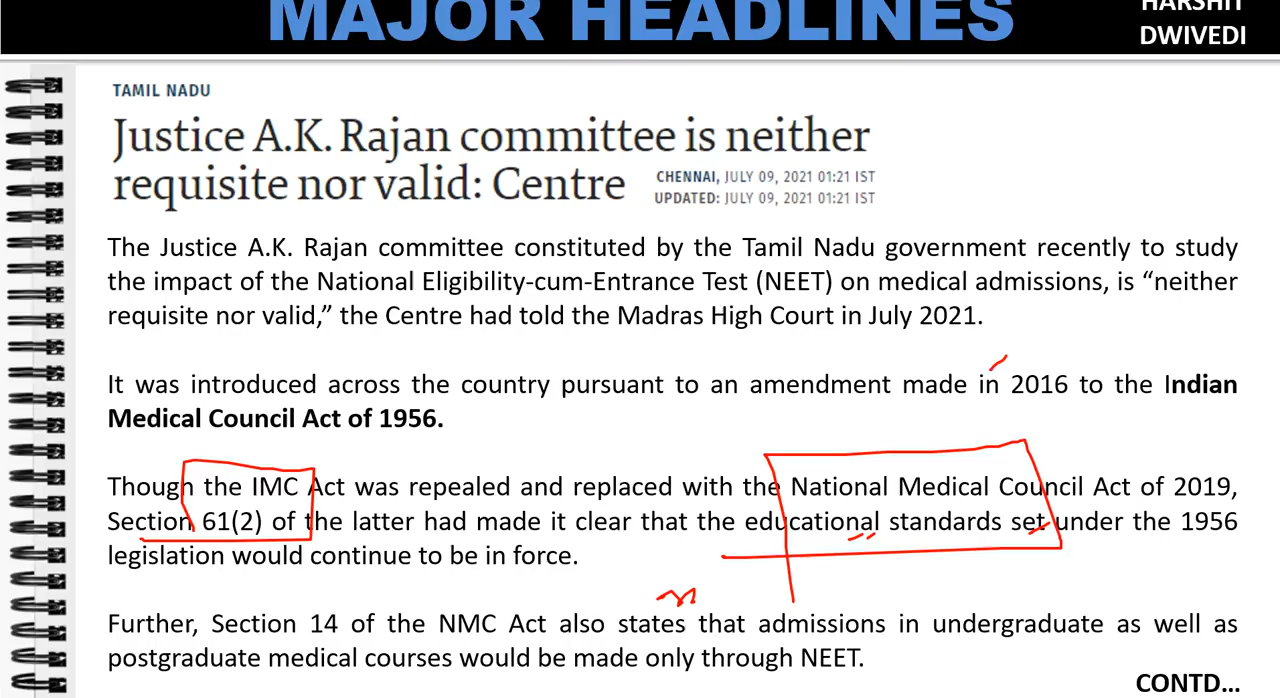 MAJOR HEADLINES
HARSHIT
DWIVEDI
TAMIL NADU
Justice A.K. Rajan committee is neither
requisite nor valid: Centre
CHENNAI, JULY 09, 2021 01:21 IST
UPDATED: JULY 09, 2021 01:21 IST
The Justice A.K. Rajan committee constituted by the Tamil Nadu government recently to study
the impact of the National Eligibility-cum-Entrance Test (NEET) on medical admissions, is “neither
requisite nor valid,” the Centre had told the Madras High Court in July 2021.
It was introduced across the country pursuant to an amendment made in 2016 to the Indian
Medical Council Act of 1956.
Though the IMC Act was repealed and replaced with the National Medical Council Act of 2019,
Section 61(2) of the latter had made it clear that the educational standards set under the 1956
legislation would continue to be in force.
Further, Section 14 of the NMC Act also states that admissions in undergraduate as well as
postgraduate medical courses would be made only through NEET.
CONTD...